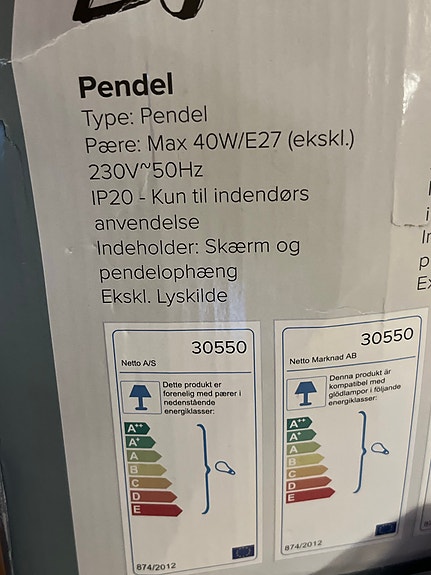 Pendel
Type: Pendel
Pære: Max 40W/E27 (ekskl.)
230V~50Hz
IP20 - Kun til indendørs
anvendelse
Indeholder: Skærm og
pendelophæng
Ekskl. Lyskilde
30550
Netto A/S
Dette produkt er
forenelig med pærer i
nedenstående
energiklasser:
A++
A+
A
B
C
D
E
874/2012
30550
Netto Marknad AB
Denna produkt är
kompatibel med
glödlampor i följande
energiklasser:
A++
A+
A
B
C
D
E
874/2012